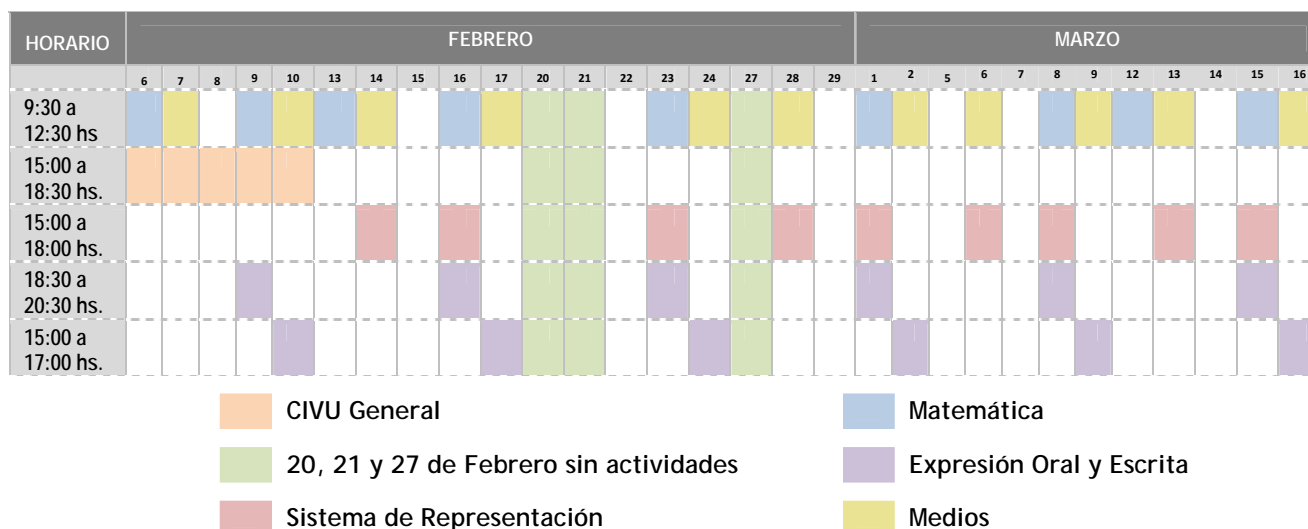 HORARIO FEBRERO MARZO
6 7 8 9 10 13 14 15 16 17 20 21 22 23 24 27 28 29 1 2 5 6 7 8 9 12 13 14 15 16
9:30 a
12:30 hs
15:00 a
18:30 hs.
15:00 a
18:00 hs.
18:30 a
20:30 hs.
15:00 a
17:00 hs.
CIVU General Matemática
20, 21 y 27 de Febrero sin actividades Expresión Oral y Escrita
Sistema de Representación Medios